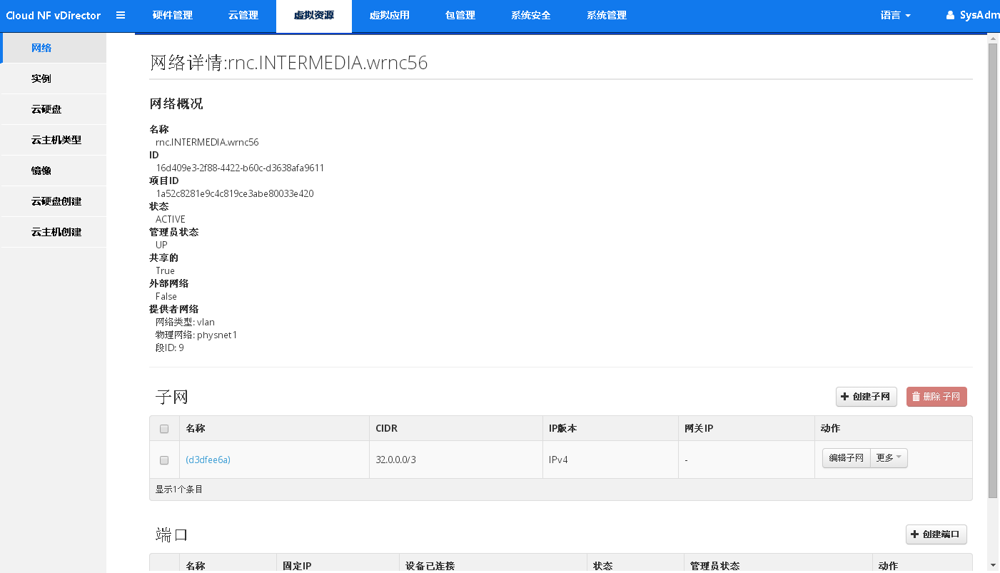 Cloud NF vDirector 硬件管理 云管理 虚拟资源 虚拟应用 包管理 系统安全 系统管理 语言 SysAdm
网络
实例
云硬盘
云主机类型
镜像
云硬盘创建
云主机创建
网络详情:rnc.INTERMEDIA.wrnc56
网络概况
名称
rnc.INTERMEDIA.wrnc56
ID
16d409e3-2f88-4422-b60c-d3638afa9611
项目ID
1a52c8281e9c4c819ce3abe80033e420
状态
ACTIVE
管理员状态
UP
共享的
True
外部网络
False
提供者网络
网络类型: vlan
物理网络: physnet1
段ID: 9
子网 创建子网 删除 子网
名称 CIDR IP版本 网关IP 动作
(d3dfee6a) 32.0.0.0/3 IPv4 - 编辑子网 更多
显示1个条目
端口 创建端口
名称 固定IP 设备已连接 状态 管理员状态 动作